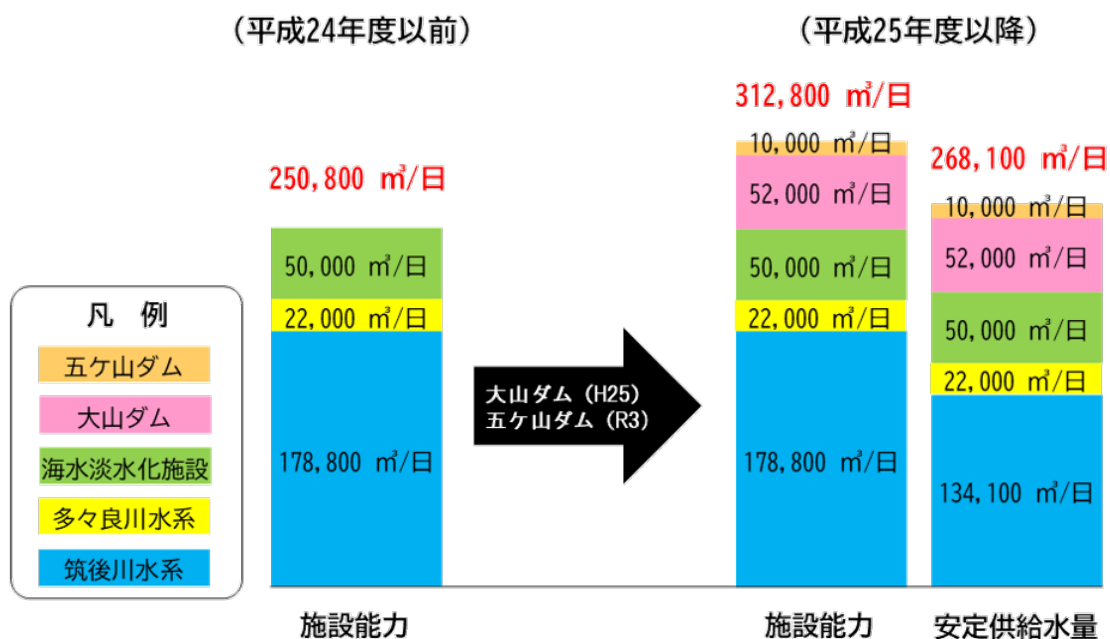 (平成24年度以前)
(平成25年度以降)
250,800 ㎥/日
50,000 ㎥/日
22,000 ㎥/日
178,800 ㎥/日
施設能力
凡 例
五ケ山ダム
大山ダム
海水淡水化施設
多々良川水系
筑後川水系
大山ダム (H25)
五ケ山ダム (R3)
312,800 ㎥/日
10,000 ㎥/日
52,000 ㎥/日
50,000 ㎥/日
22,000 ㎥/日
178,800 ㎥/日
施設能力
268,100 ㎥/日
10,000 ㎥/日
52,000 ㎥/日
50,000 ㎥/日
22,000 ㎥/日
134,100 ㎥/日
安定供給水量